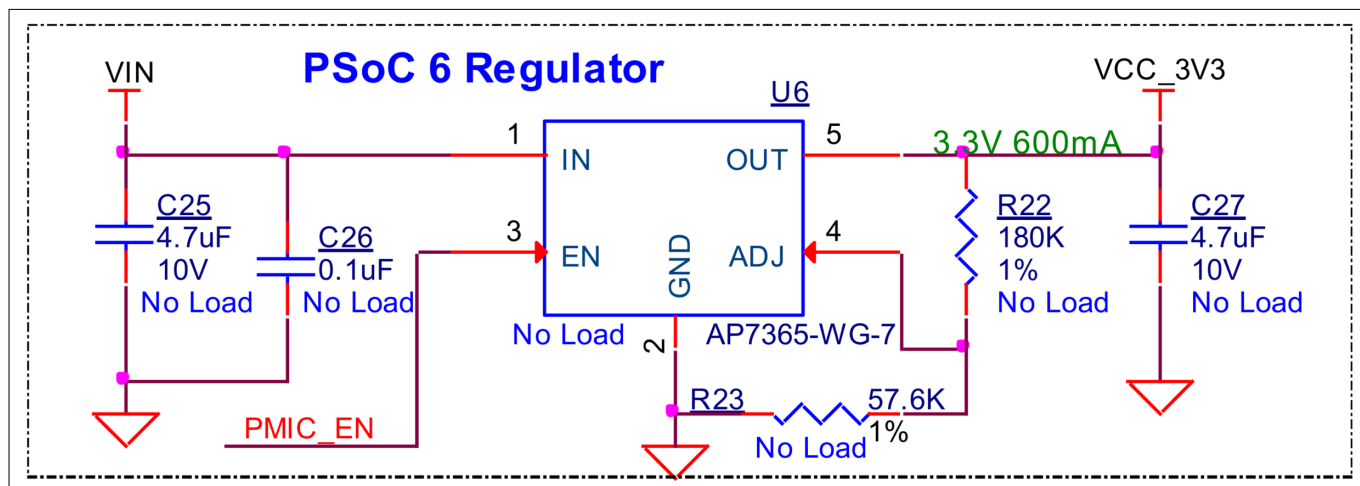 PSoC 6 Regulator
VIN
VCC_3V3
U6
1
5
3.3V 600mA
IN
OUT
C25
4.7uF
10V
No Load
C26
0.1uF
No Load
3
EN
GND
ADJ
4
R22
180K
1%
No Load
C27
4.7uF
10V
No Load
No Load
2
AP7365-WG-7
R23
57.6K
1%
No Load
PMIC_EN